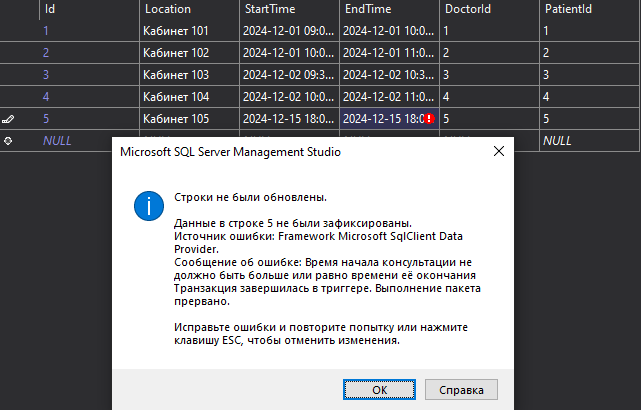 Id Location StartTime EndTime DoctorId PatientId
1 Кабинет 101 2024-12-01 09:0... 2024-12-01 10:0... 1 1
2 Кабинет 102 2024-12-01 10:0... 2024-12-01 11:0... 2 2
3 Кабинет 103 2024-12-02 09:3... 2024-12-02 10:3... 3 3
4 Кабинет 104 2024-12-02 10:0... 2024-12-02 11:0... 4 4
5 Кабинет 105 2024-12-15 18:0... 2024-12-15 18:0 5 5
NULL NULL
Microsoft SQL Server Management Studio
Строки не были обновлены.
Данные в строке 5 не были зафиксированы.
Источник ошибки: Framework Microsoft SqlClient Data
Provider.
Сообщение об ошибке: Время начала консультации не
должно быть больше или равно времени её окончания
Транзакция завершилась в триггере. Выполнение пакета
прервано.
Исправьте ошибки и повторите попытку или нажмите
клавишу ESC, чтобы отменить изменения.
ОК Справка